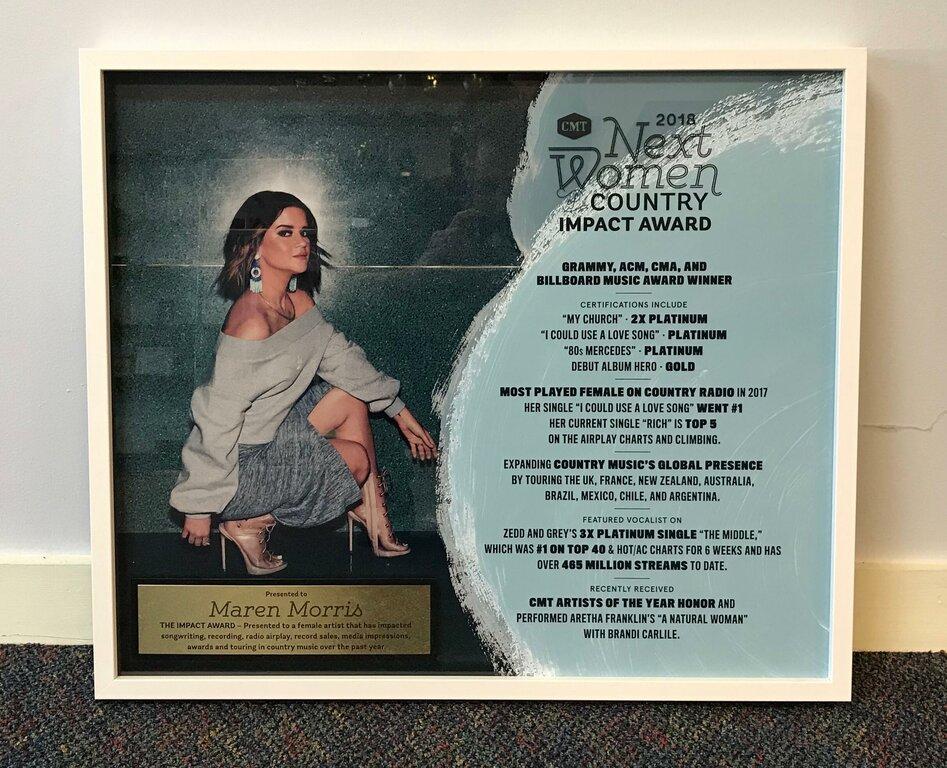 CMT
2018
Next
Women
COUNTRY
IMPACT AWARD
GRAMMY, ACM, CMA, AND
BILLBOARD MUSIC AWARD WINNER
CERTIFICATIONS INCLUDE
"MY CHURCH" · 2X PLATINUM
"I COULD USE A LOVE SONG" · PLATINUM
"80s MERCEDES" · PLATINUM
DEBUT ALBUM HERO · GOLD
MOST PLAYED FEMALE ON COUNTRY RADIO IN 2017
HER SINGLE "I COULD USE A LOVE SONG" WENT #1
HER CURRENT SINGLE "RICH" IS TOP 5
ON THE AIRPLAY CHARTS AND CLIMBING.
EXPANDING COUNTRY MUSIC'S GLOBAL PRESENCE
BY TOURING THE UK, FRANCE, NEW ZEALAND, AUSTRALIA,
BRAZIL, MEXICO, CHILE, AND ARGENTINA.
FEATURED VOCALIST ON
ZEDD AND GREY'S 3X PLATINUM SINGLE "THE MIDDLE,"
WHICH WAS #1 ON TOP 40 & HOT/AC CHARTS FOR 6 WEEKS AND HAS
OVER 465 MILLION STREAMS TO DATE.
RECENTLY RECEIVED
CMT ARTISTS OF THE YEAR HONOR AND
PERFORMED ARETHA FRANKLIN'S "A NATURAL WOMAN"
WITH BRANDI CARLILE.
Presented to
Maren Morris
THE IMPACT AWARD – Presented to a female artist that has impacted
songwriting, recording, radio airplay, record sales, media impressions,
awards and touring in country music over the past year.